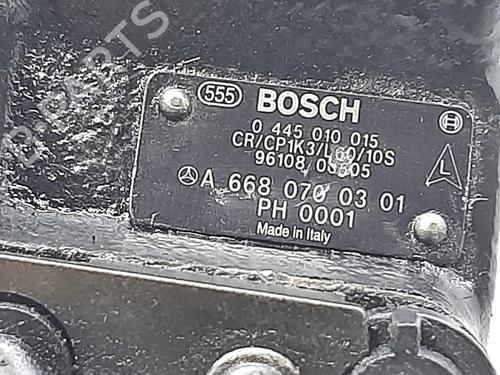 555 BOSCH
0 445 010 015
CR/CP1K3/L60/10S
96108
A 668 070 03 01
L
PH 0001
Made in Italy
PARTS